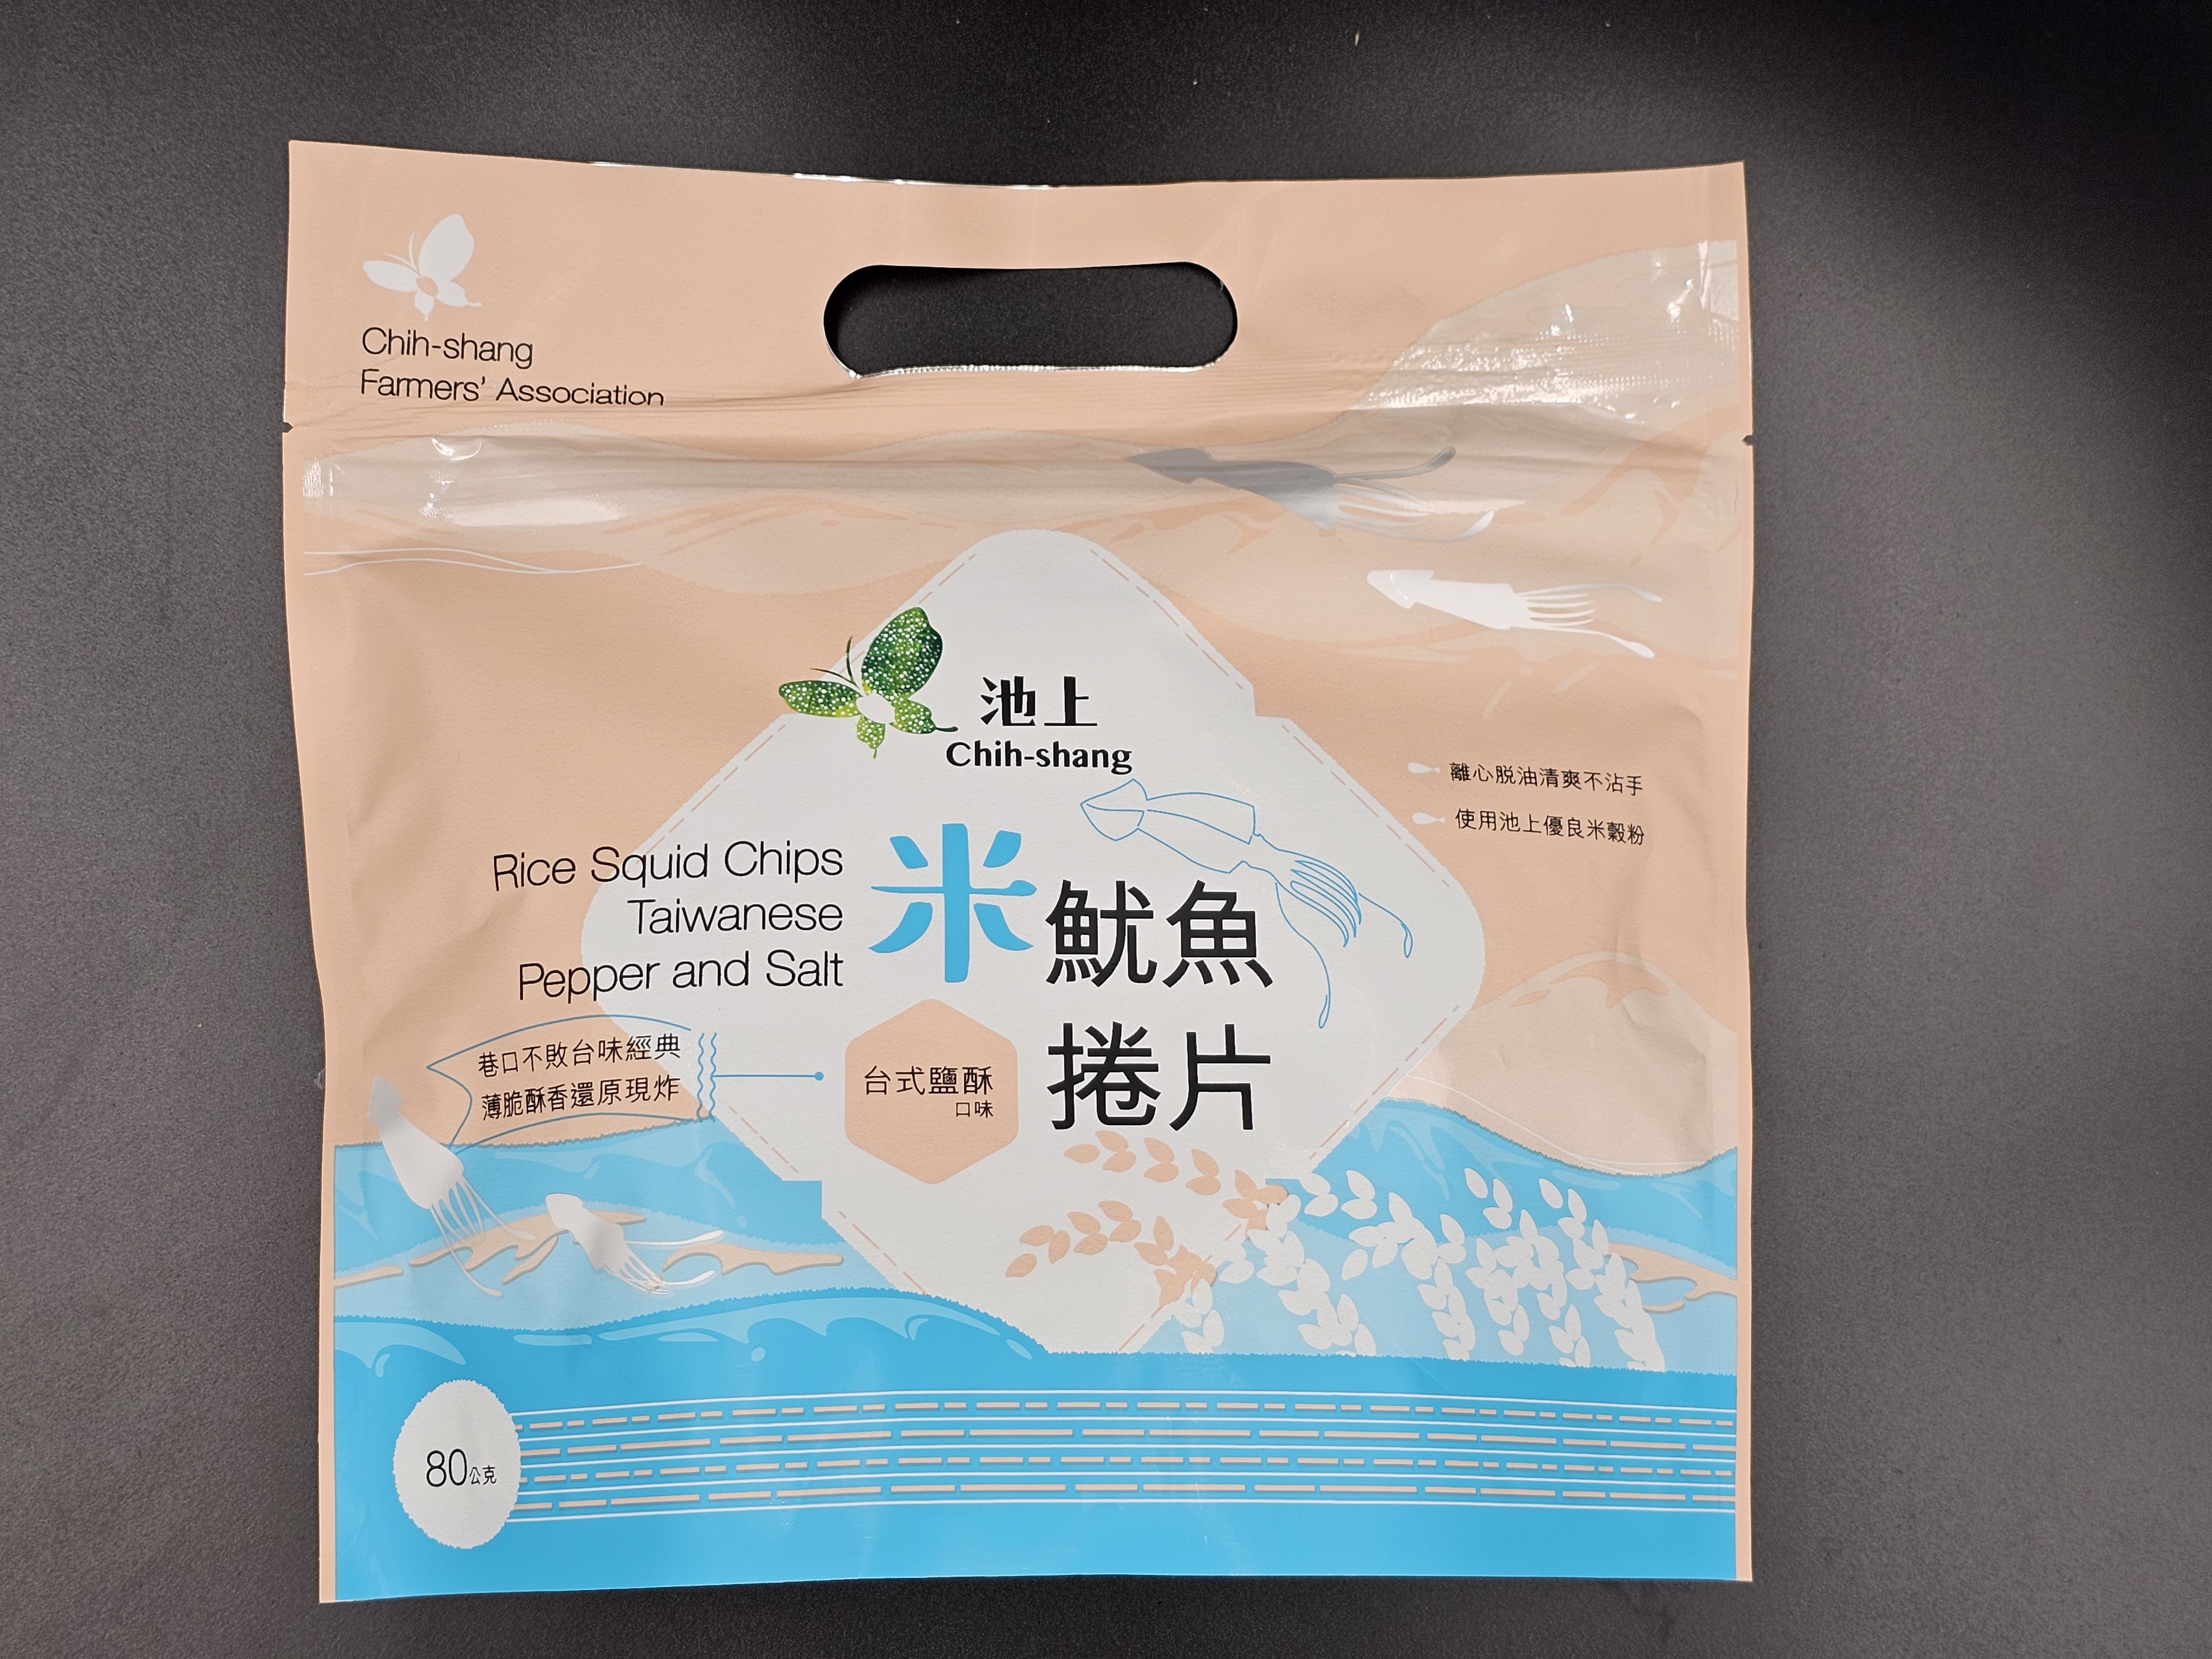 Chih-shang
Farmers' Association
池上
Chih-shang
離心脱油清爽不沾手
使用池上優良米穀粉
Rice Squid Chips
Taiwanese
Pepper and Salt
米魷魚
捲片
巷口不敗台味經典
薄脆酥香還原現炸
台式鹽酥
口味
80公克